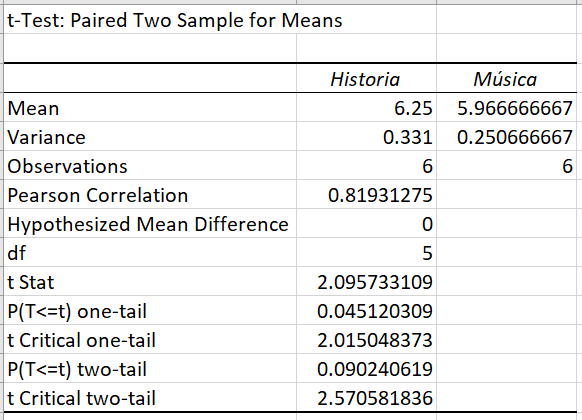 t-Test: Paired Two Sample for Means
Historia Música
Mean 6.25 5.966666667
Variance 0.331 0.250666667
Observations 6 6
Pearson Correlation 0.81931275
Hypothesized Mean Difference 0
df 5
t Stat 2.095733109
P(T<=t) one-tail 0.045120309
t Critical one-tail 2.015048373
P(T<=t) two-tail 0.090240619
t Critical two-tail 2.570581836